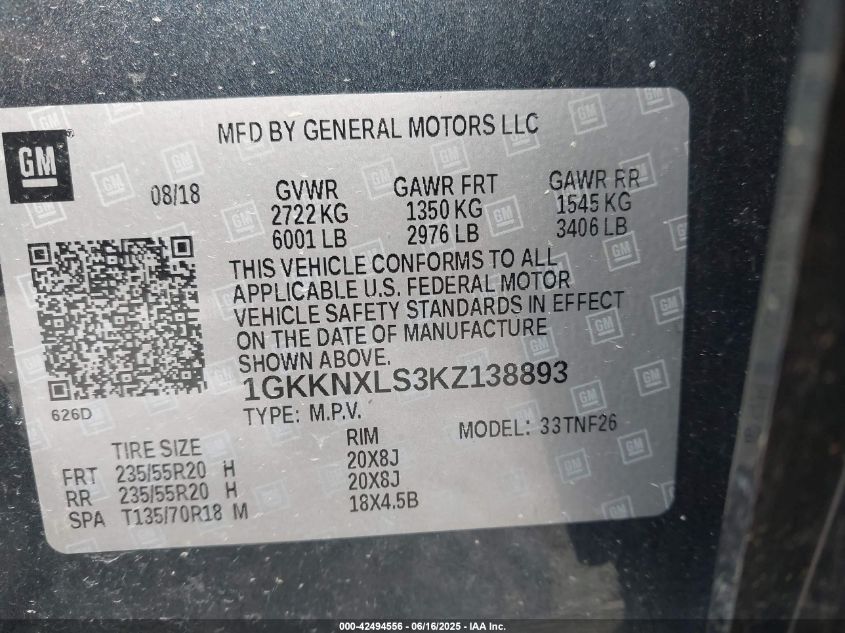 MFD BY GENERAL MOTORS LLC
GM
08/18
GVWR GAWR FRT GAWR RR
2722 KG 1350 KG 1545 KG
6001 LB 2976 LB 3406 LB
THIS VEHICLE CONFORMS TO ALL
APPLICABLE U.S. FEDERAL MOTOR
VEHICLE SAFETY STANDARDS IN EFFECT
ON THE DATE OF MANUFACTURE
SHOWN ABOVE.
1GKKNXLS3KZ138893
626D
TYPE: M.P.V.
MODEL: 33TNF26
TIRE SIZE RIM
FRT 235/55R20 H 20X8J
RR 235/55R20 H 20X8J
SPA T135/70R18 M 18X4.5B
000-42494556 - 06/16/2025 - IAA Inc.